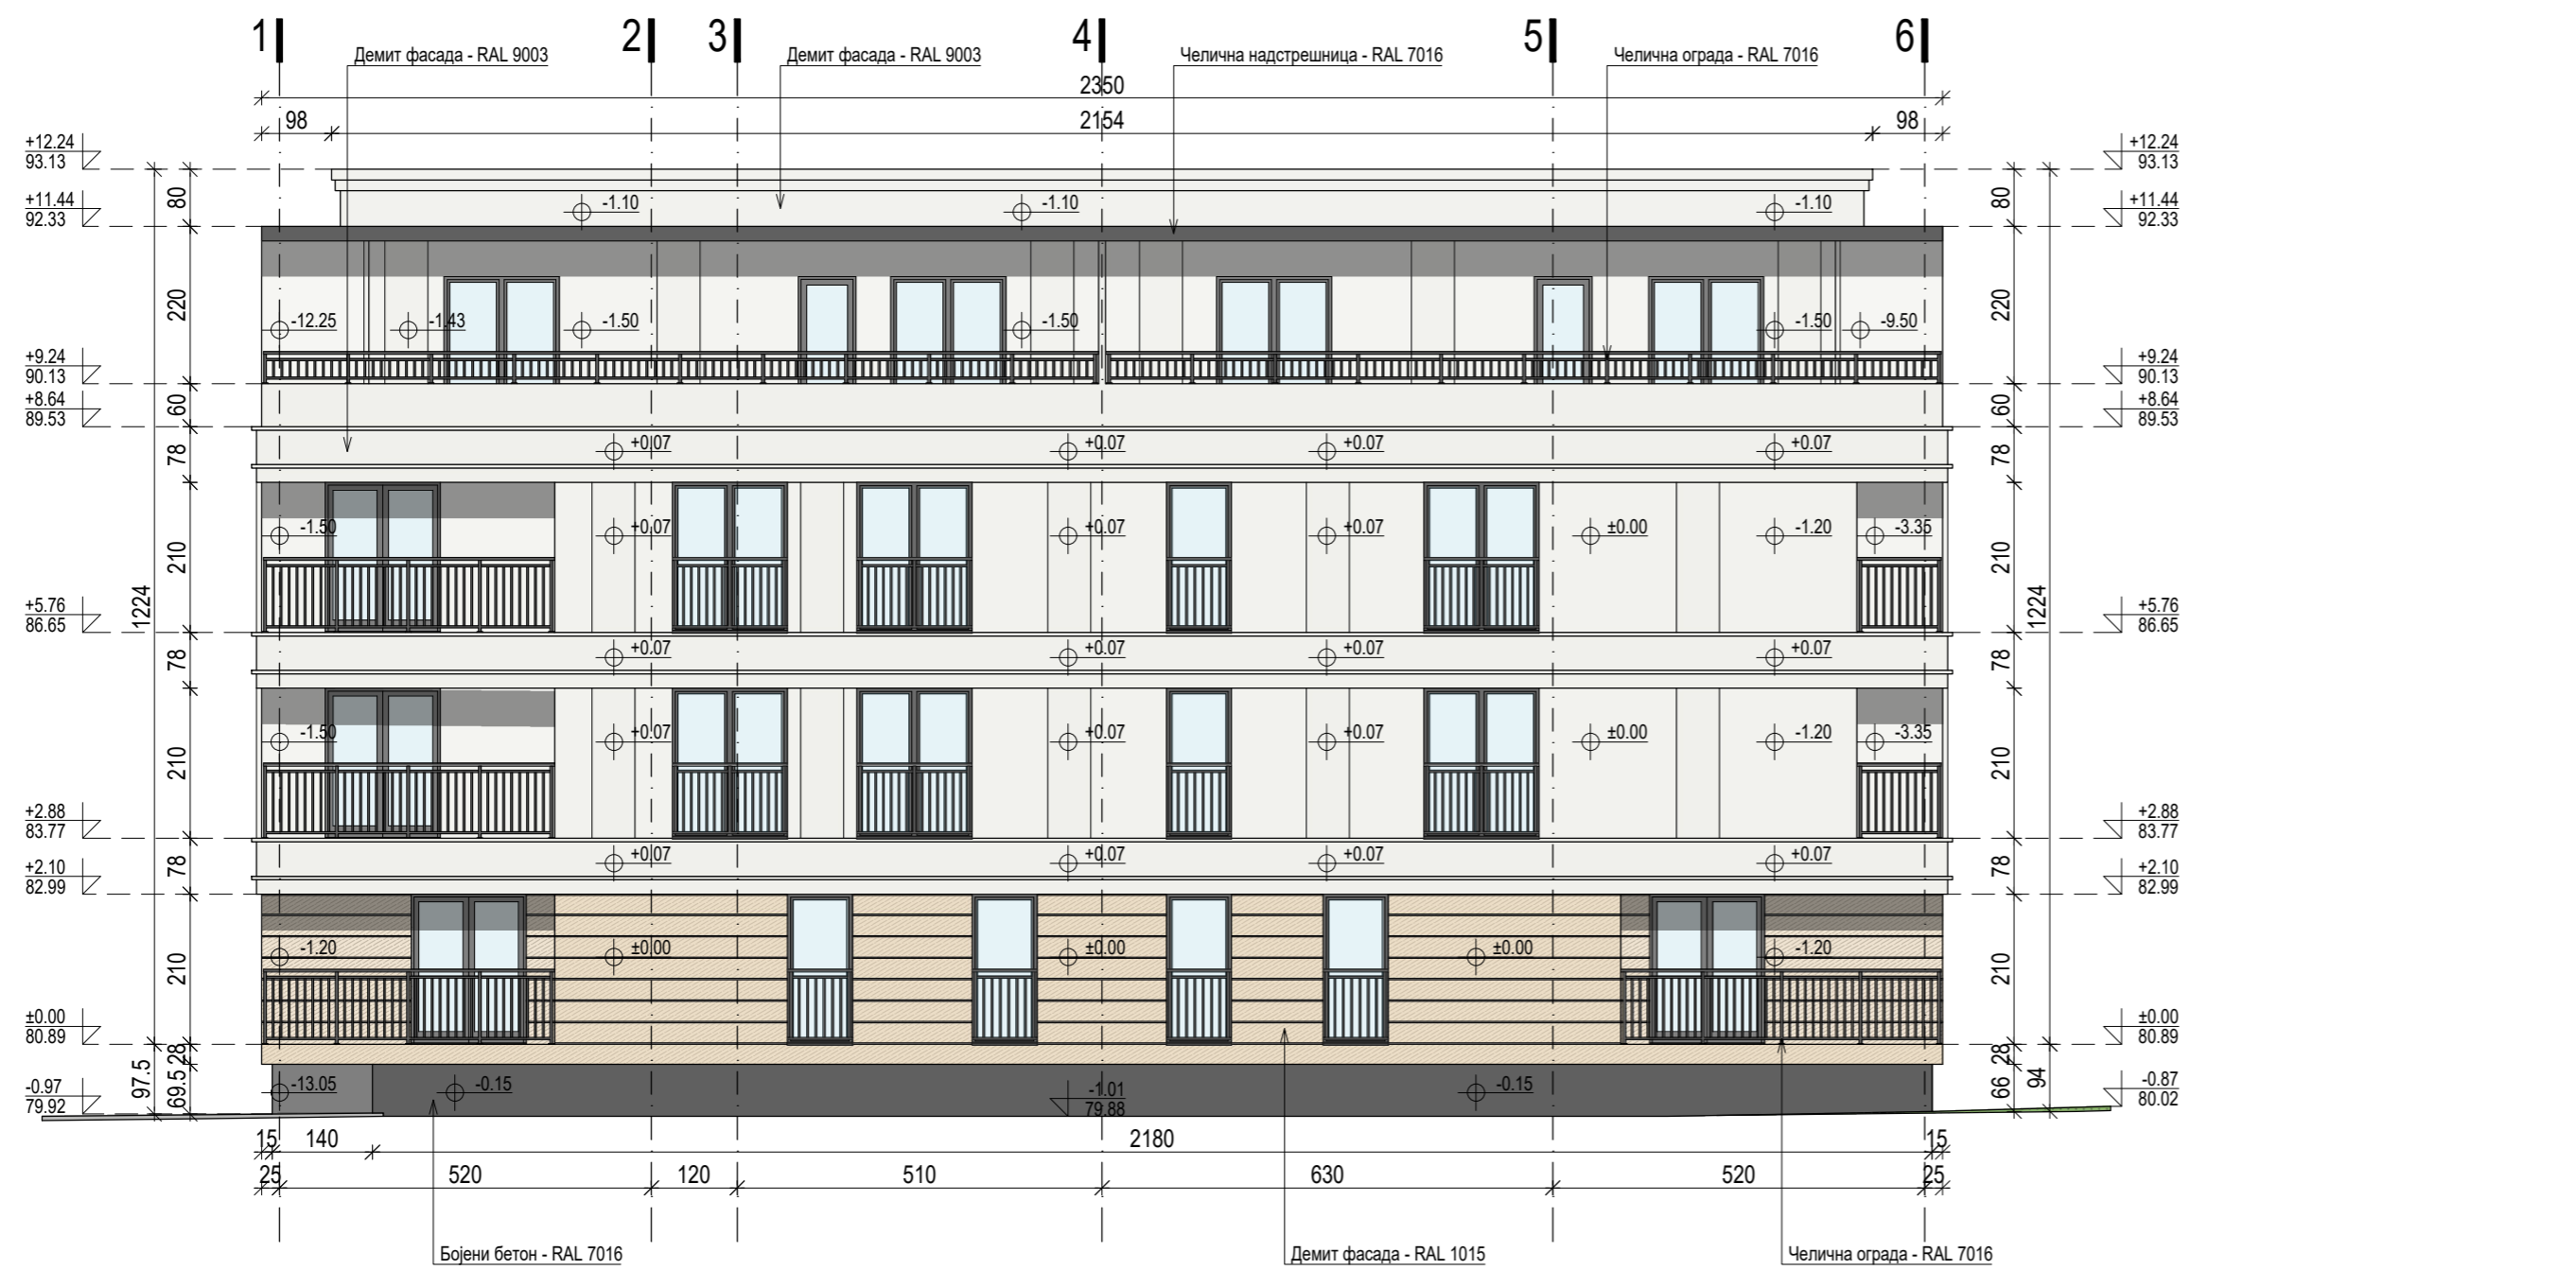 1 2 3 4 5 6
Демит фасада - RAL 9003 Демит фасада - RAL 9003 Челична надстрешница - RAL 7016 Челична ограда - RAL 7016
2350
98 2154 98
+12.24 +12.24
93.13 93.13
80 80
+11.44 -1.10 -1.10 -1.10 +11.44
92.33 92.33
220 220
-12.25 -1.43 -1.50 -1.50 -1.50 -9.50
+9.24 +9.24
90.13 90.13
60 60
+8.64 +8.64
89.53 89.53
78 +0.07 +0.07 +0.07 +0.07 78
-1.50 +0.07 +0.07 +0.07 ±0.00 -1.20 -3.35
210 210
1224 1224
+5.76 +5.76
86.65 86.65
78 +0.07 +0.07 +0.07 +0.07 78
-1.50 +0.07 +0.07 +0.07 ±0.00 -1.20 -3.35
210 210
+2.88 +2.88
83.77 83.77
78 +0.07 +0.07 +0.07 +0.07 78
+2.10 +2.10
82.99 82.99
-1.20 ±0.00 ±0.00 ±0.00 -1.20
210 210
±0.00 ±0.00
80.89 80.89
28 28
97.5 69.5 66 94
-0.97 -13.05 -0.15 -1.01 -0.15 -0.87
79.92 79.88 80.02
15 140 2180 15
25 520 120 510 630 520 25
Бојени бетон - RAL 7016 Демит фасада - RAL 1015 Челична ограда - RAL 7016